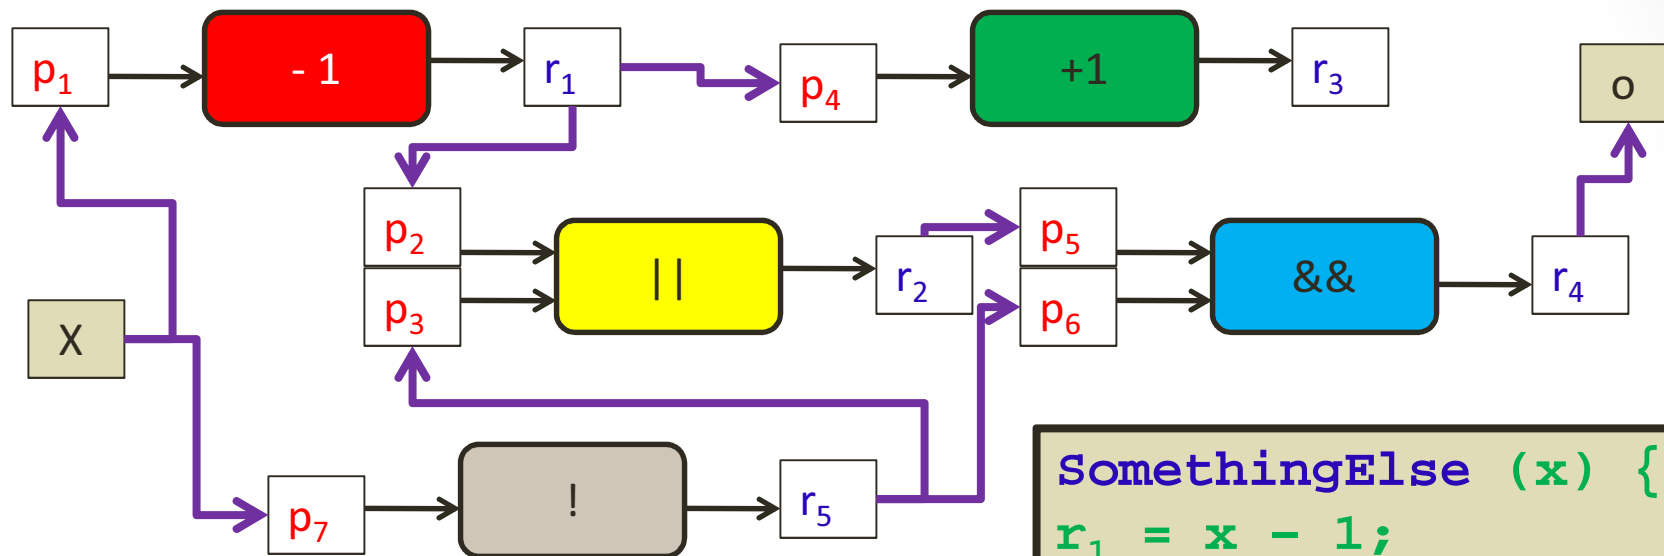 p₁ - 1 r₁ p₄ +1 r₃ o
p₂ || r₂ p₅ && r₄
p₃ p₆
X
p₇ ! r₅
SomethingElse (x) {
r₁ = x - 1;